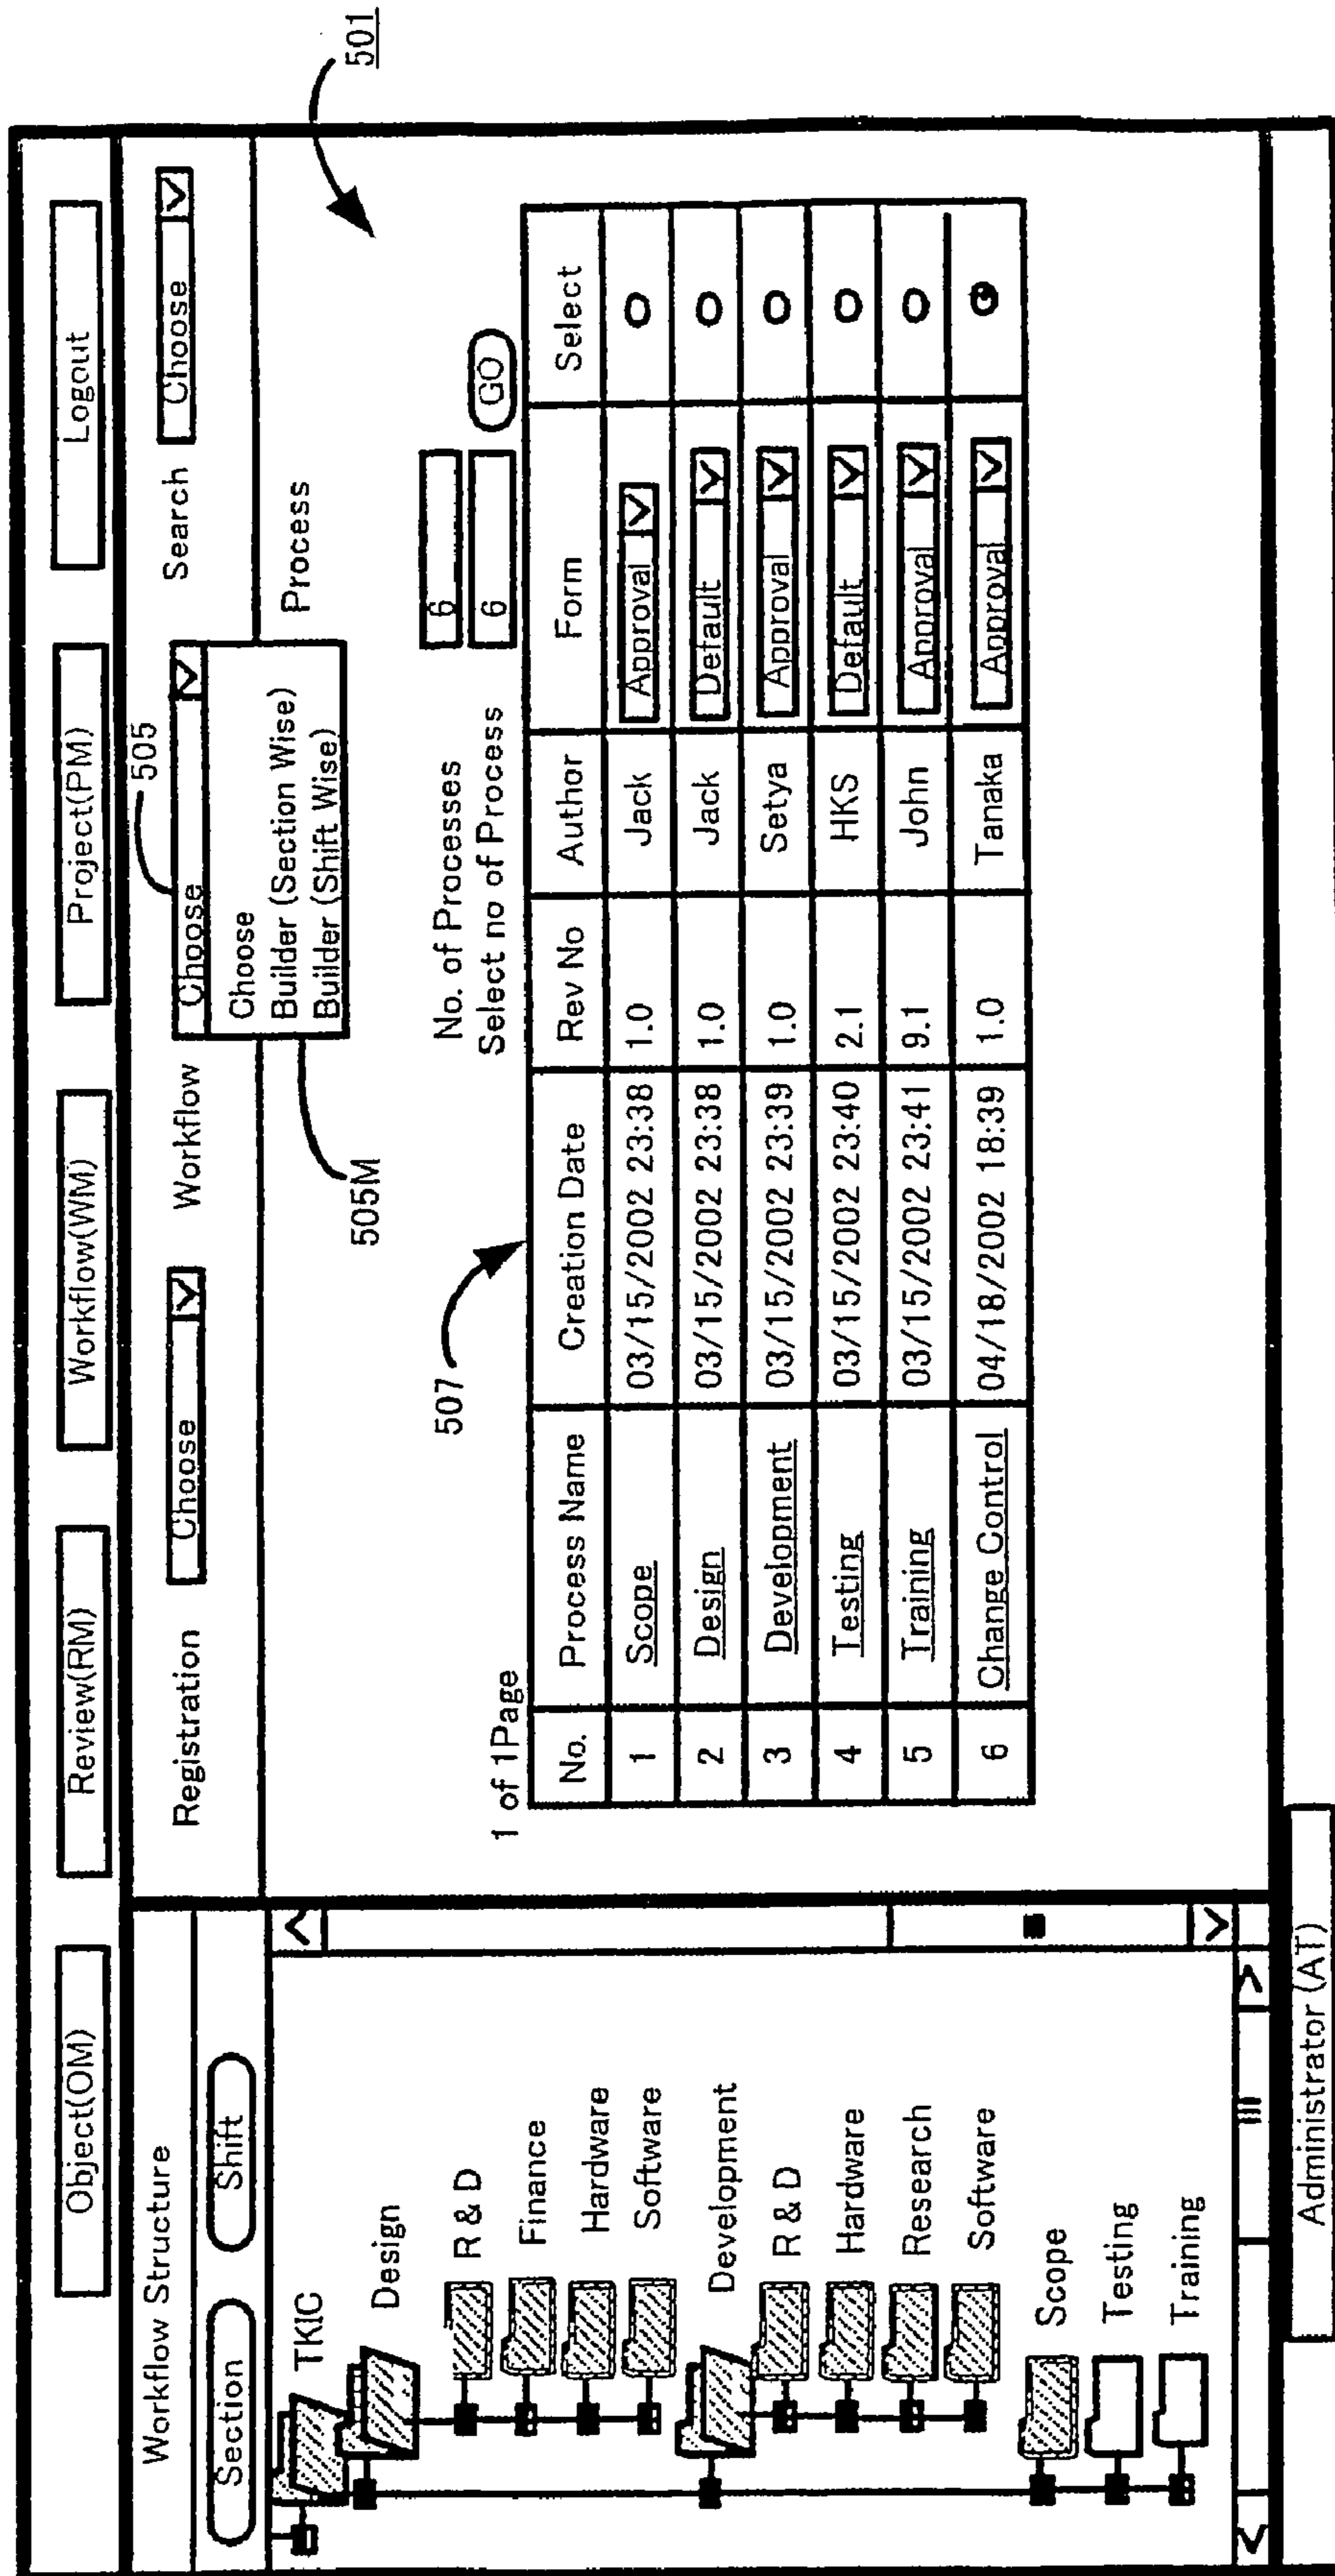 501
Object(OM) Review(RM) Workflow(WM) Project(PM) Logout
Workflow Structure
Section Shift
TKIC
Design
R & D
Finance
Hardware
Software
Development
R & D
Hardware
Research
Software
Scope
Testing
Training
Registration Choose Workflow Choose Search Choose
505
Choose
Builder (Section Wise)
Builder (Shift Wise)
505M
Process
No. of Processes 6
Select no of Process 6 GO
507
1 of 1Page
No. Process Name Creation Date Rev No Author Form Select
1 Scope 03/15/2002 23:38 1.0 Jack Approval
2 Design 03/15/2002 23:38 1.0 Jack Default
3 Development 03/15/2002 23:39 1.0 Setya Approval
4 Testing 03/15/2002 23:40 2.1 HKS Default
5 Training 03/15/2002 23:41 9.1 John Approval
6 Change Control 04/18/2002 18:39 1.0 Tanaka Approval
Administrator (AT)